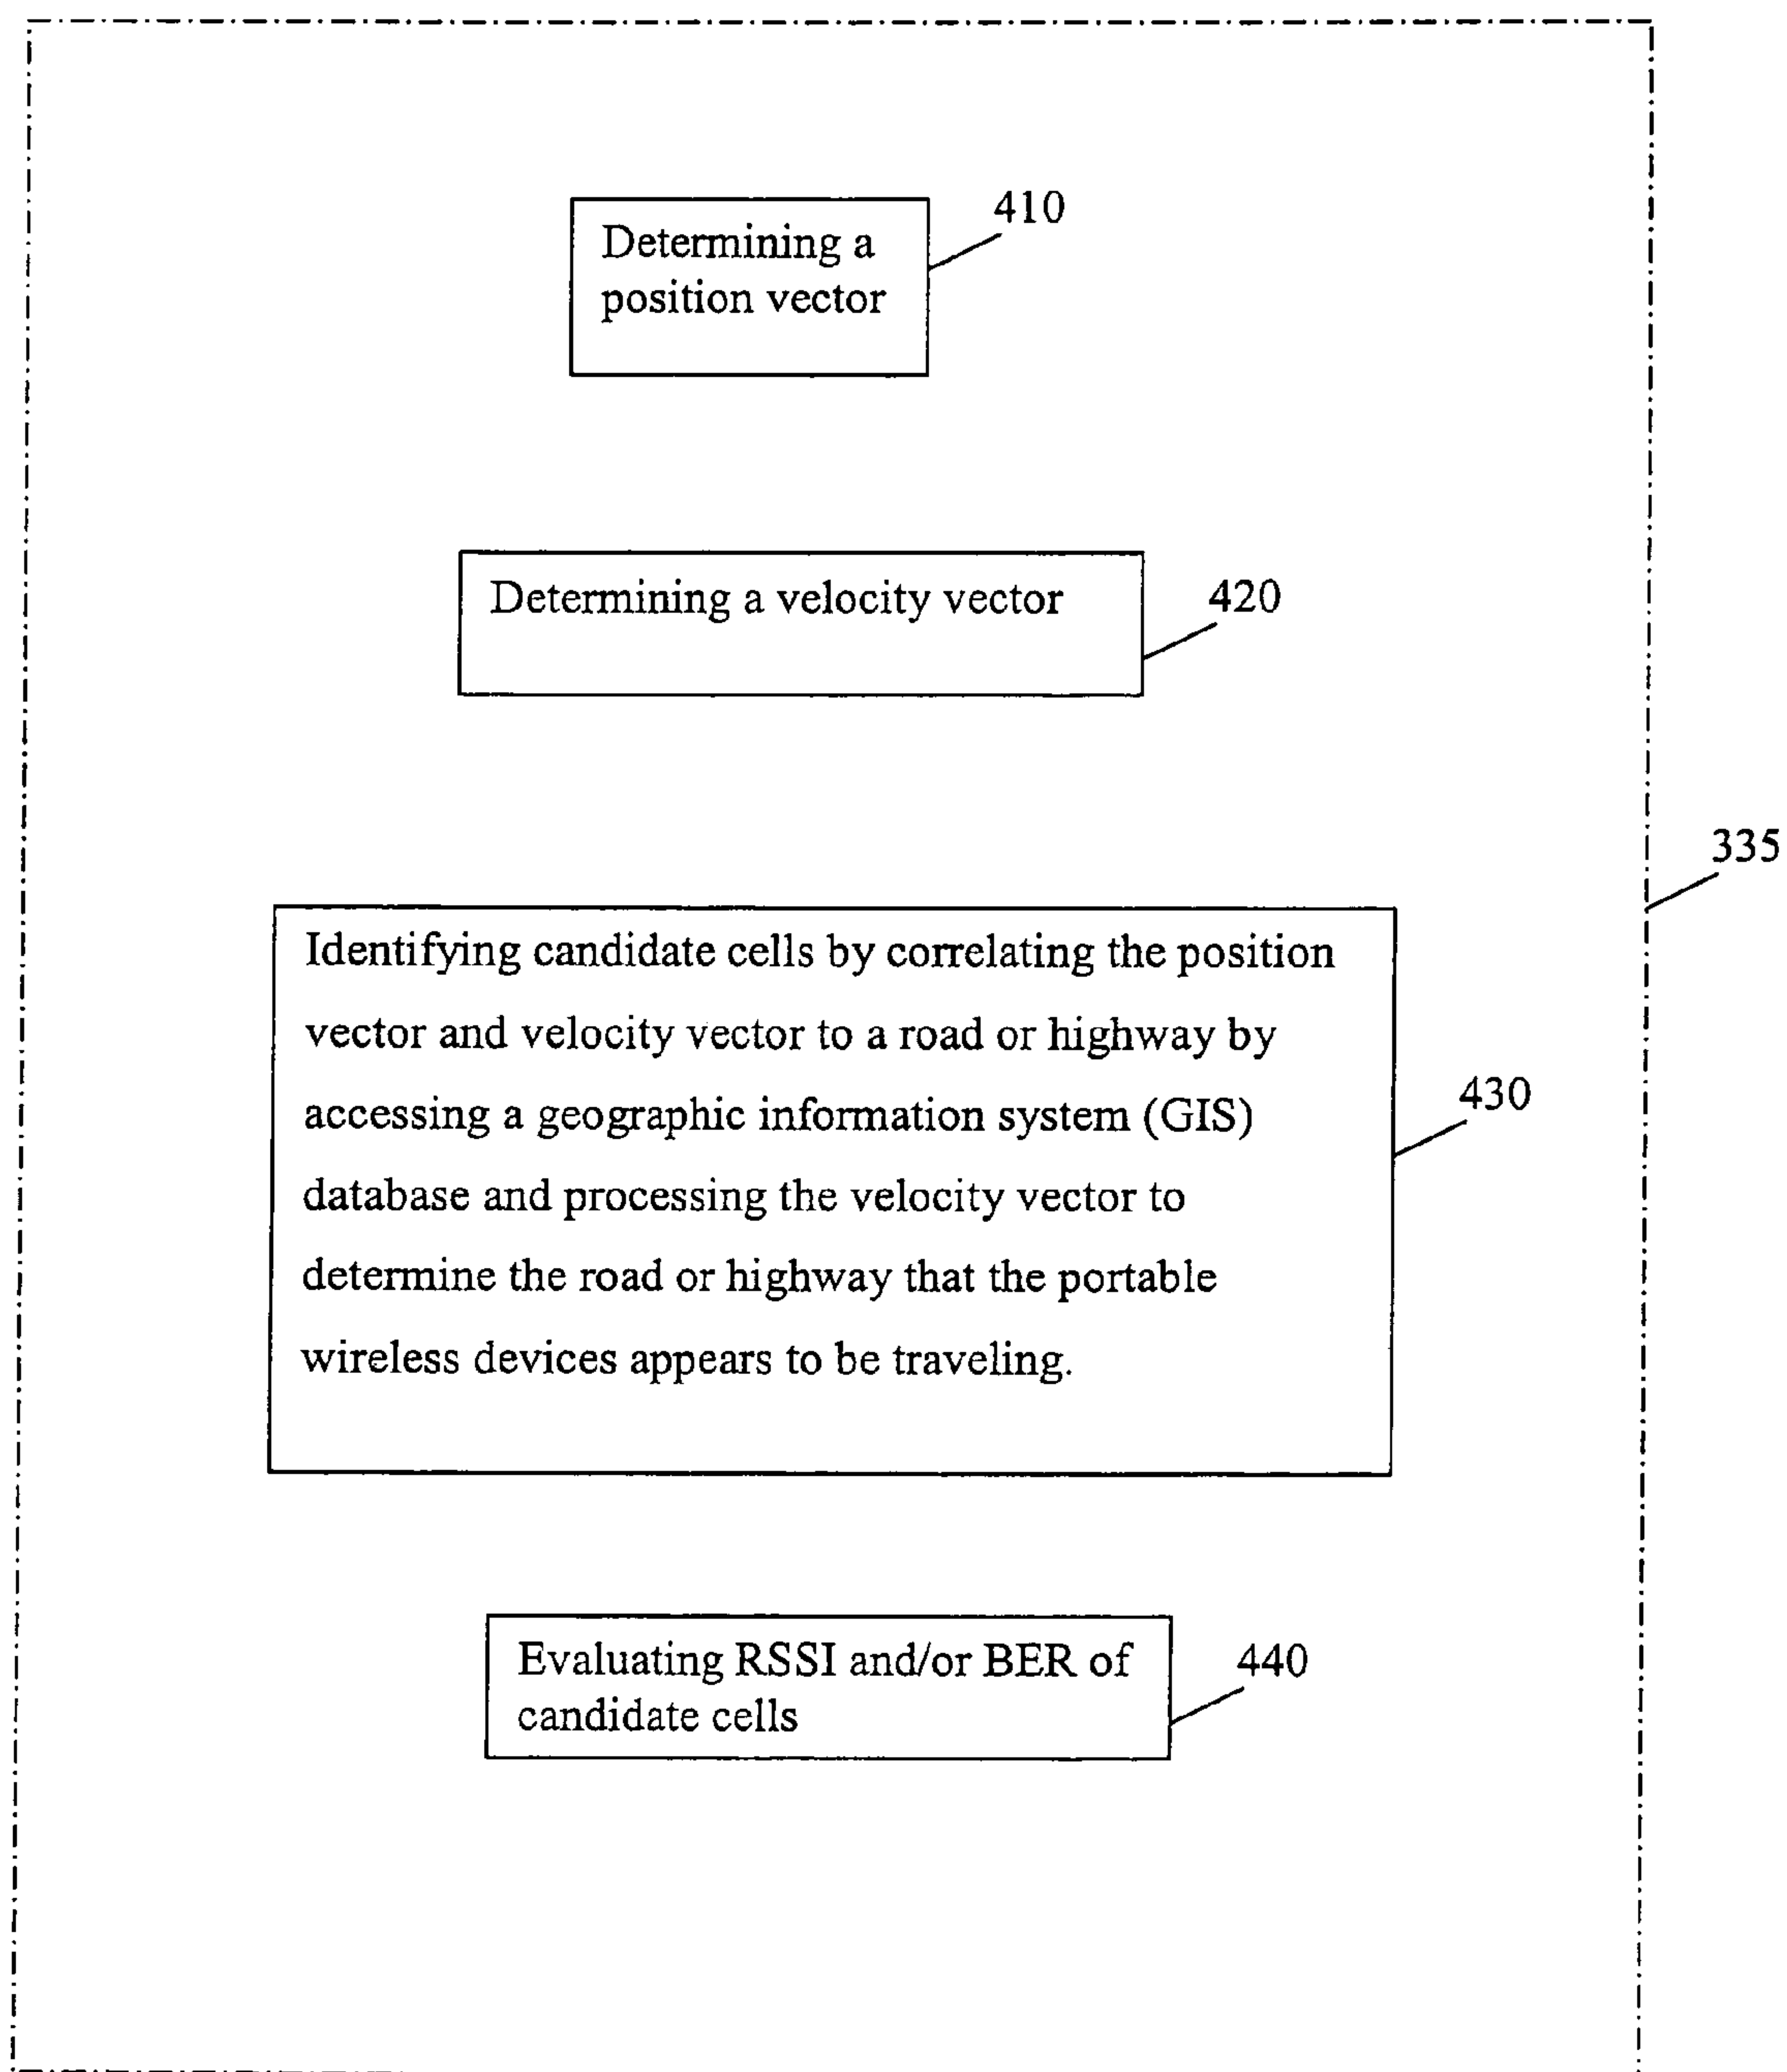 410
Determining a
position vector
Determining a velocity vector
420
335
Identifying candidate cells by correlating the position
vector and velocity vector to a road or highway by
accessing a geographic information system (GIS)
430
database and processing the velocity vector to
determine the road or highway that the portable
wireless devices appears to be traveling.
Evaluating RSSI and/or BER of
440
candidate cells